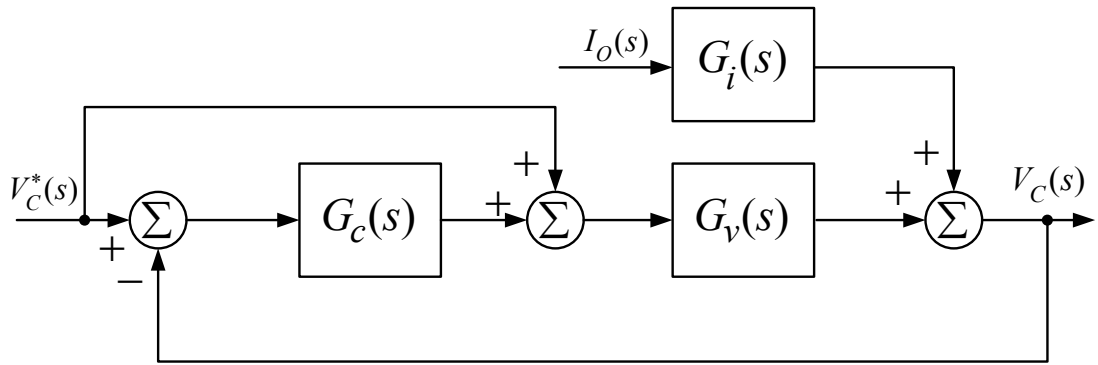 I_O(s)
G_i(s)
+
+
V_C^*(s)
Σ
G_c(s)
+
Σ
G_v(s)
+
Σ
V_C(s)
+
−